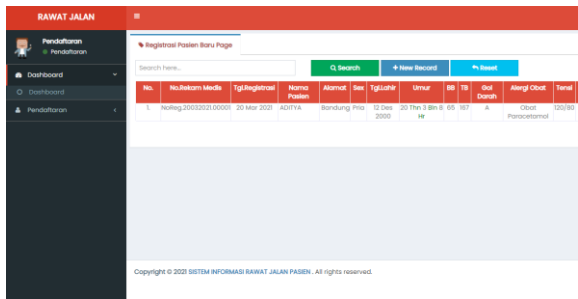 RAWAT JALAN
Pendaftaran
Pendaftaran
Dashboard
Dashboard
Pendaftaran
Registrasi Pasien Baru Page
Search here...
Search
+ New Record
Reset
No. No.Rekam Medis Tgl.Registrasi Nama Pasien Alamat Sex Tgl.Lahir Umur BB TB Gol Darah Alergi Obat Tensi
1. NoReg.20032021.00001 20 Mar 2021 ADITYA Bandung Pria 12 Des 2000 20 Thn 3 Bln 8 Hr 65 167 A Obat Paracetamol 120/80
Copyright © 2021 SISTEM INFORMASI RAWAT JALAN PASIEN . All rights reserved.